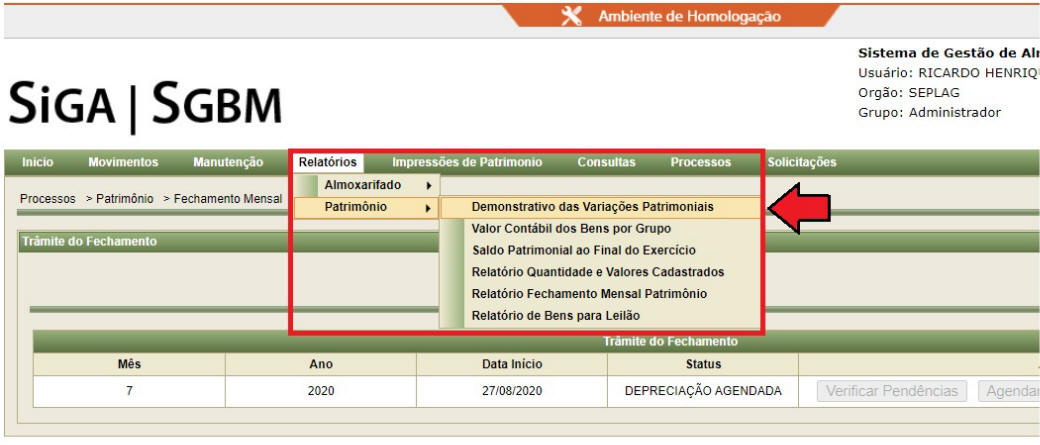 Ambiente de Homologação
Sistema de Gestão de
Usuário: RICARDO
Orgão: SEPLAG
Grupo: Administrador
SiGA | SGBM
Início Movimentos Manutenção Relatórios Impressões de Patrimonio Consultas Processos Solicitações
Almoxarifado
Processos > Patrimônio > Fechamento Mensal
Patrimônio
Demonstrativo das Variações Patrimoniais
Valor Contábil dos Bens por Grupo
Saldo Patrimonial ao Final do Exercício
Relatório Quantidade e Valores Cadastrados
Relatório Fechamento Mensal Patrimônio
Relatório de Bens para Leilão
Trâmite do Fechamento
Trâmite do Fechamento
Mês Ano Data Início Status
7 2020 27/08/2020 DEPRECIAÇÃO AGENDADA Verificar Pendências